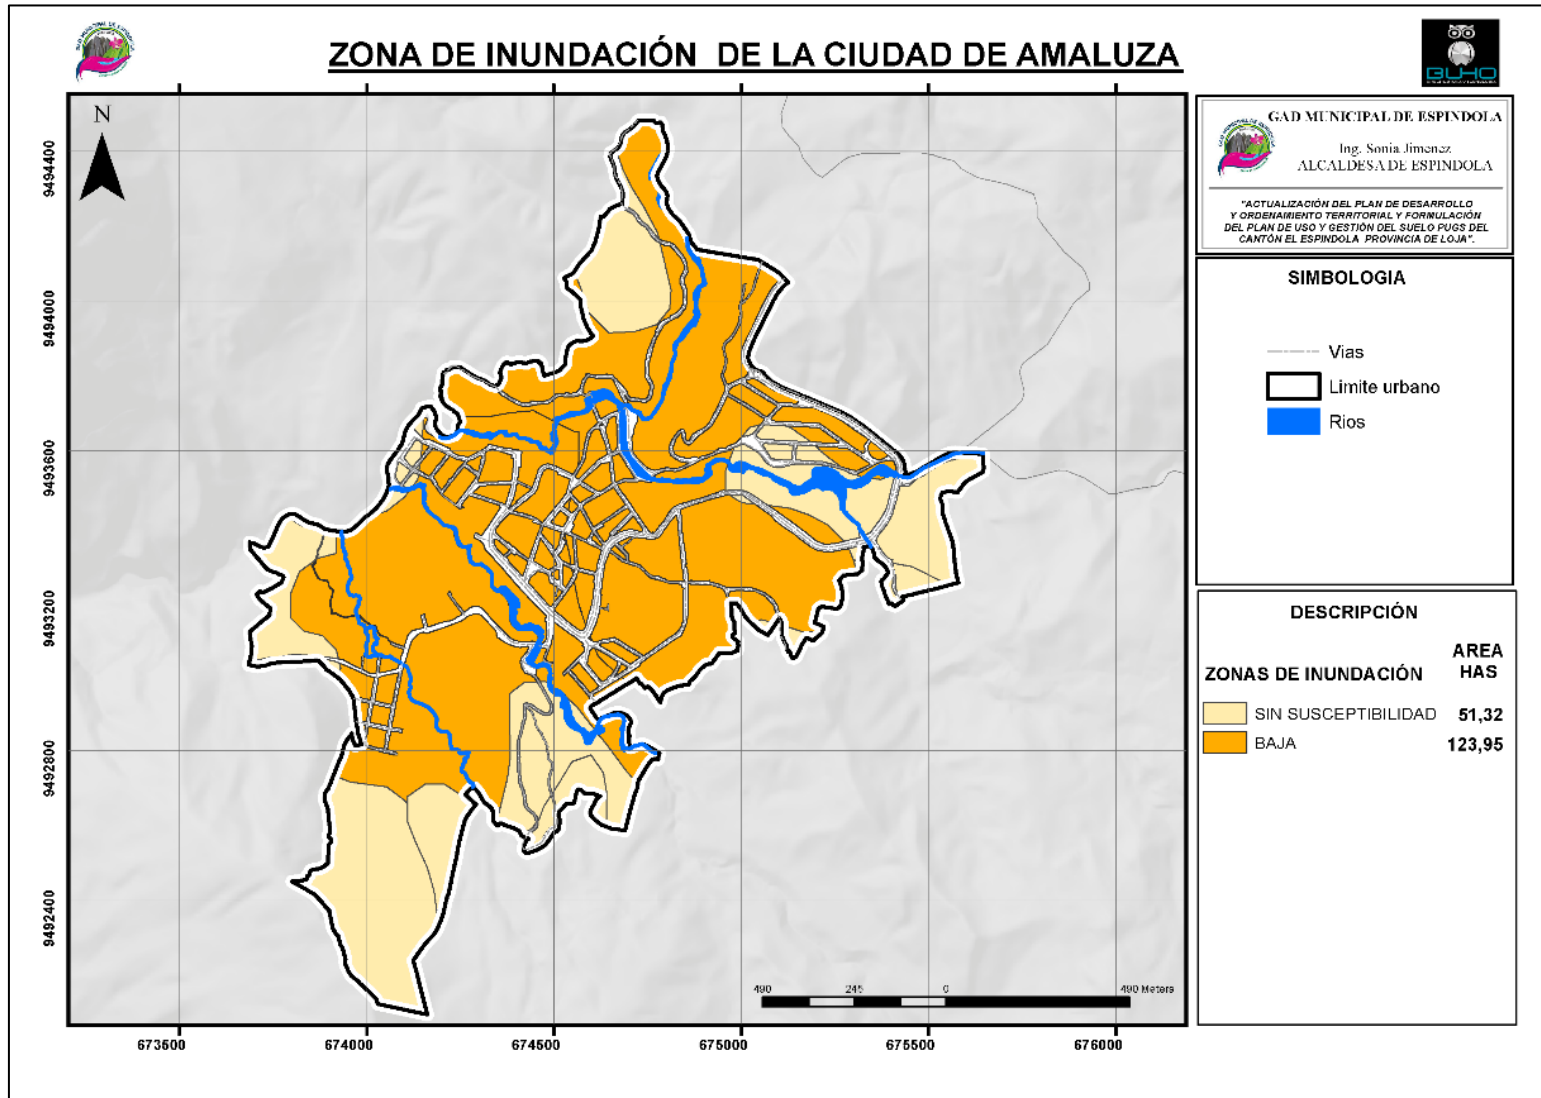 ZONA DE INUNDACIÓN DE LA CIUDAD DE AMALUZA
BUHO
GAD MUNICIPAL DE ESPINDOLA
Ing. Sonia Jimenez
ALCALDESA DE ESPINDOLA
"ACTUALIZACIÓN DEL PLAN DE DESARROLLO
Y ORDENAMIENTO TERRITORIAL Y FORMULACIÓN
DEL PLAN DE USO Y GESTIÓN DEL SUELO PUGS DEL
CANTÓN EL ESPINDOLA PROVINCIA DE LOJA".
SIMBOLOGIA
Vias
Limite urbano
Rios
DESCRIPCIÓN
ZONAS DE INUNDACIÓN AREA HAS
SIN SUSCEPTIBILIDAD 51,32
BAJA 123,95
N
9494400
9494000
9493600
9493200
9492800
9492400
490 245 0 490 Meters
673500 674000 674500 675000 675500 676000